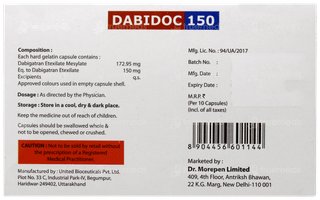 DABIDOC 150
Composition :
Each hard gelatin capsule contains :
Dabigatran Etexilate Mesylate 172.95 mg
Eq. to Dabigatran Etexilate 150 mg
Excipients q.s.
Approved colours used in empty capsule shell.
Dosage : As directed by the Physician.
Storage : Store in a cool, dry & dark place.
Keep the medicine out of reach of children.
Capsules should be swallowed whole &
not to be opened, chewed or crushed.
CAUTION : Not to be sold by retail without
the prescription of a Registered
Medical Practitioner.
Manufactured by : United Bioceuticals Pvt. Ltd.
Plot No. 33 C, Industrial Park-IV, Begumpur,
Haridwar-249402, Uttarakhand
Mfg. Lic. No. : 94/UA/2017
Batch No. :
Mfg. Date :
Expiry Date :
M.R.P. ₹
(Per 10 Capsules)
(Incl. of all taxes)
8 904456 601144
Marketed by :
Dr. Morepen Limited
409, 4th Floor, Antriksh Bhawan,
22 K.G. Marg, New Delhi-110 001